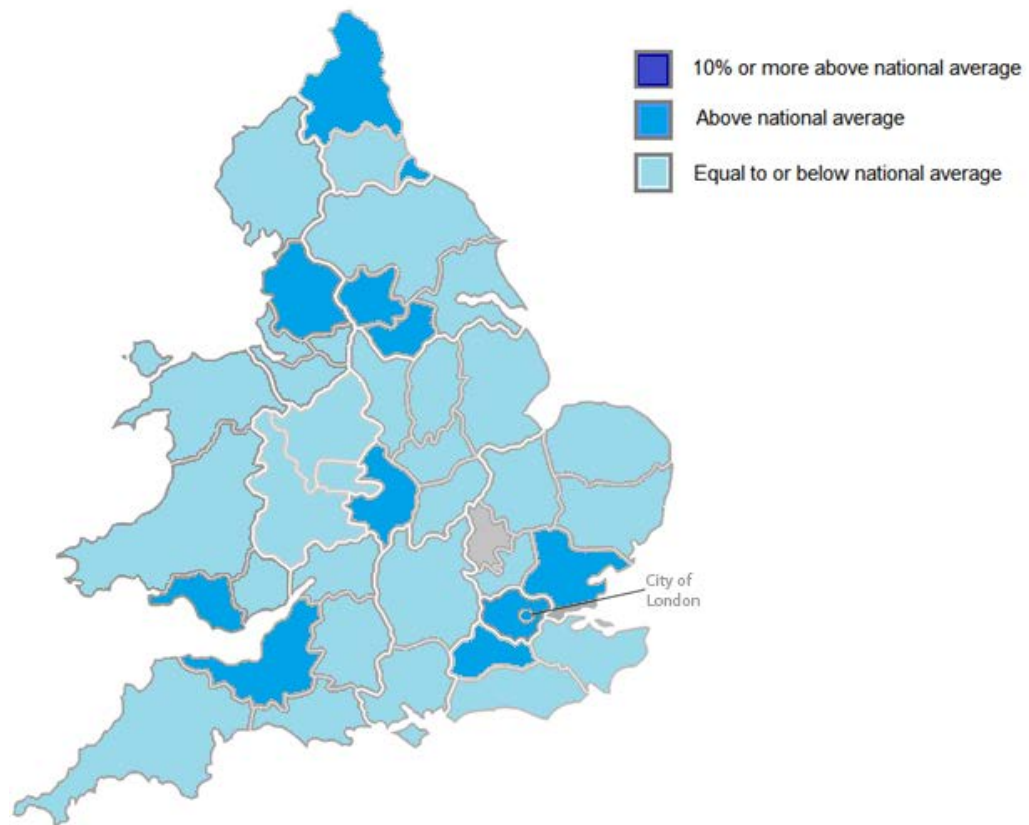 10% or more above national average
Above national average
Equal to or below national average
City of
London